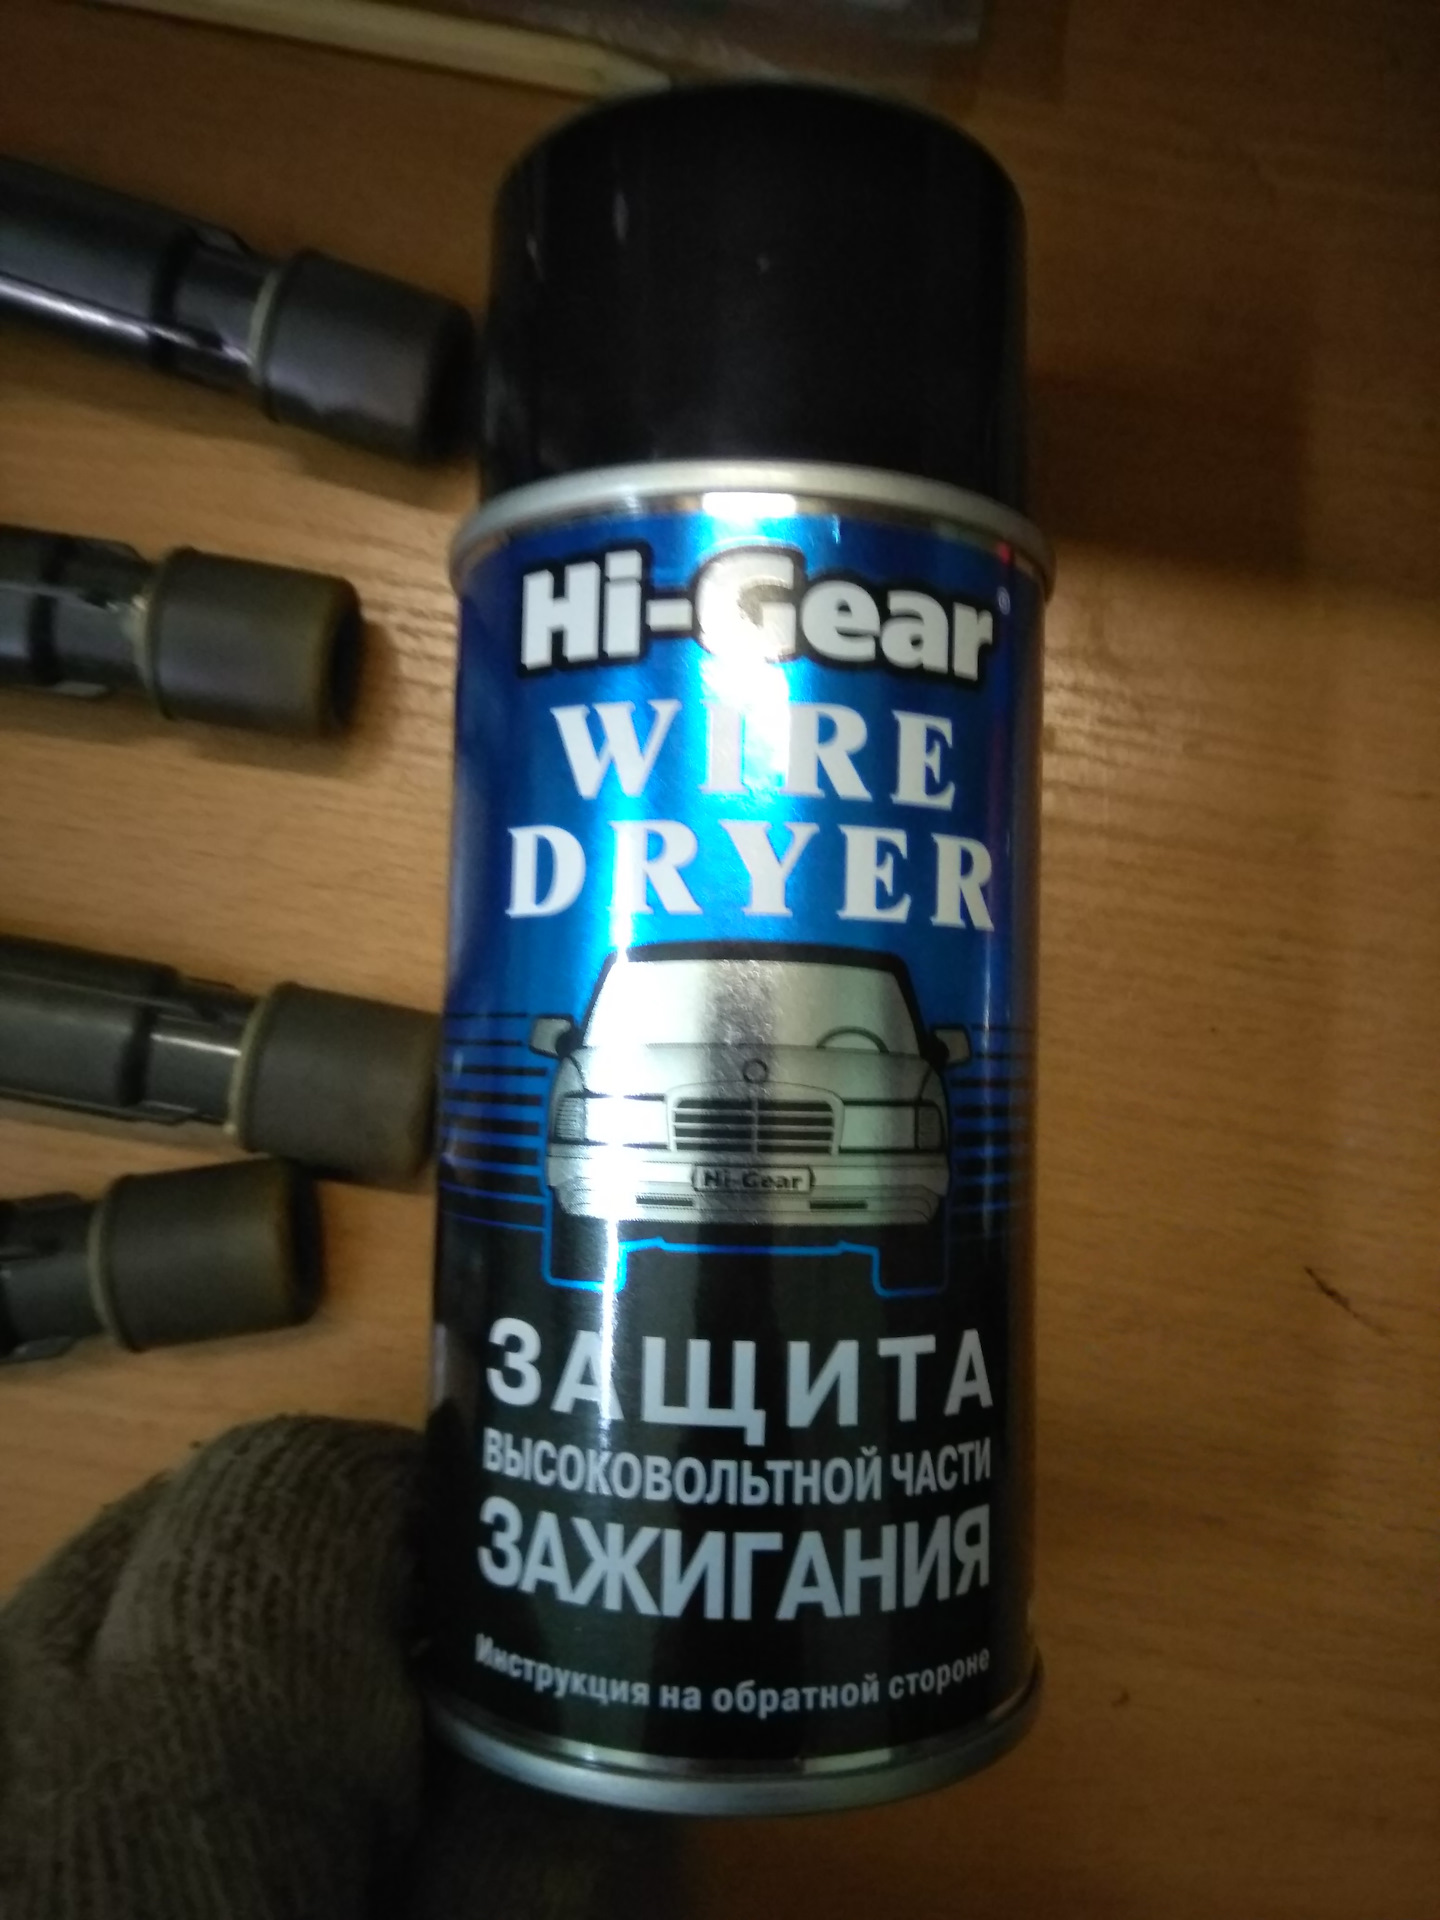 Hi-Gear®
WIRE
DRYER
Hi-Gear
ЗАЩИТА
ВЫСОКОВОЛЬТНОЙ ЧАСТИ
ЗАЖИГАНИЯ
Инструкция на обратной стороне